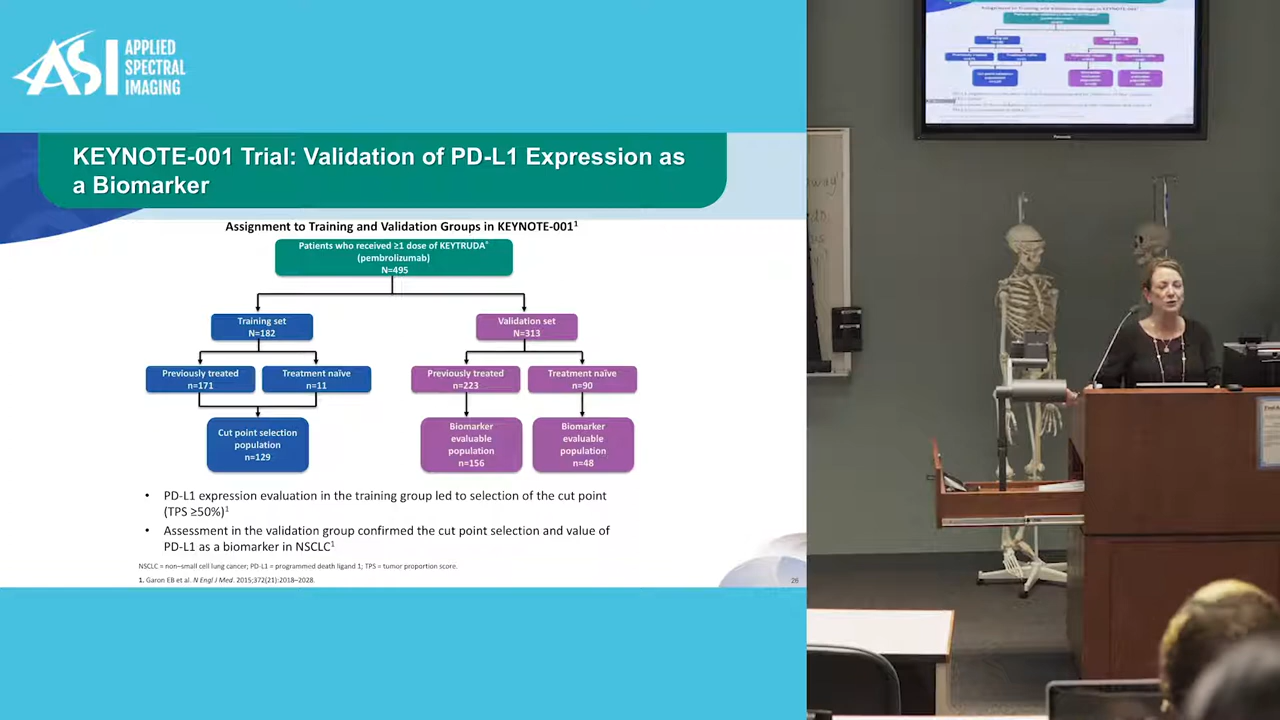 ASI
APPLIED
SPECTRAL
IMAGING
KEYNOTE-001 Trial: Validation of PD-L1 Expression as
a Biomarker
Assignment to Training and Validation Groups in KEYNOTE-001¹
Patients who received ≥1 dose of KEYTRUDA®
(pembrolizumab)
N=495
Training set
N=182
Validation set
N=313
Previously treated
n=171
Treatment naïve
n=11
Previously treated
n=223
Treatment naïve
n=90
Cut point selection
population
n=129
Biomarker
evaluable
population
n=156
Biomarker
evaluable
population
n=48
• PD-L1 expression evaluation in the training group led to selection of the cut point
(TPS ≥50%)¹
• Assessment in the validation group confirmed the cut point selection and value of
PD-L1 as a biomarker in NSCLC¹
NSCLC = non–small cell lung cancer; PD-L1 = programmed death ligand 1; TPS = tumor proportion score.
1. Garon EB et al. N Engl J Med. 2015;372(21):2018–2028.
26
Panasonic